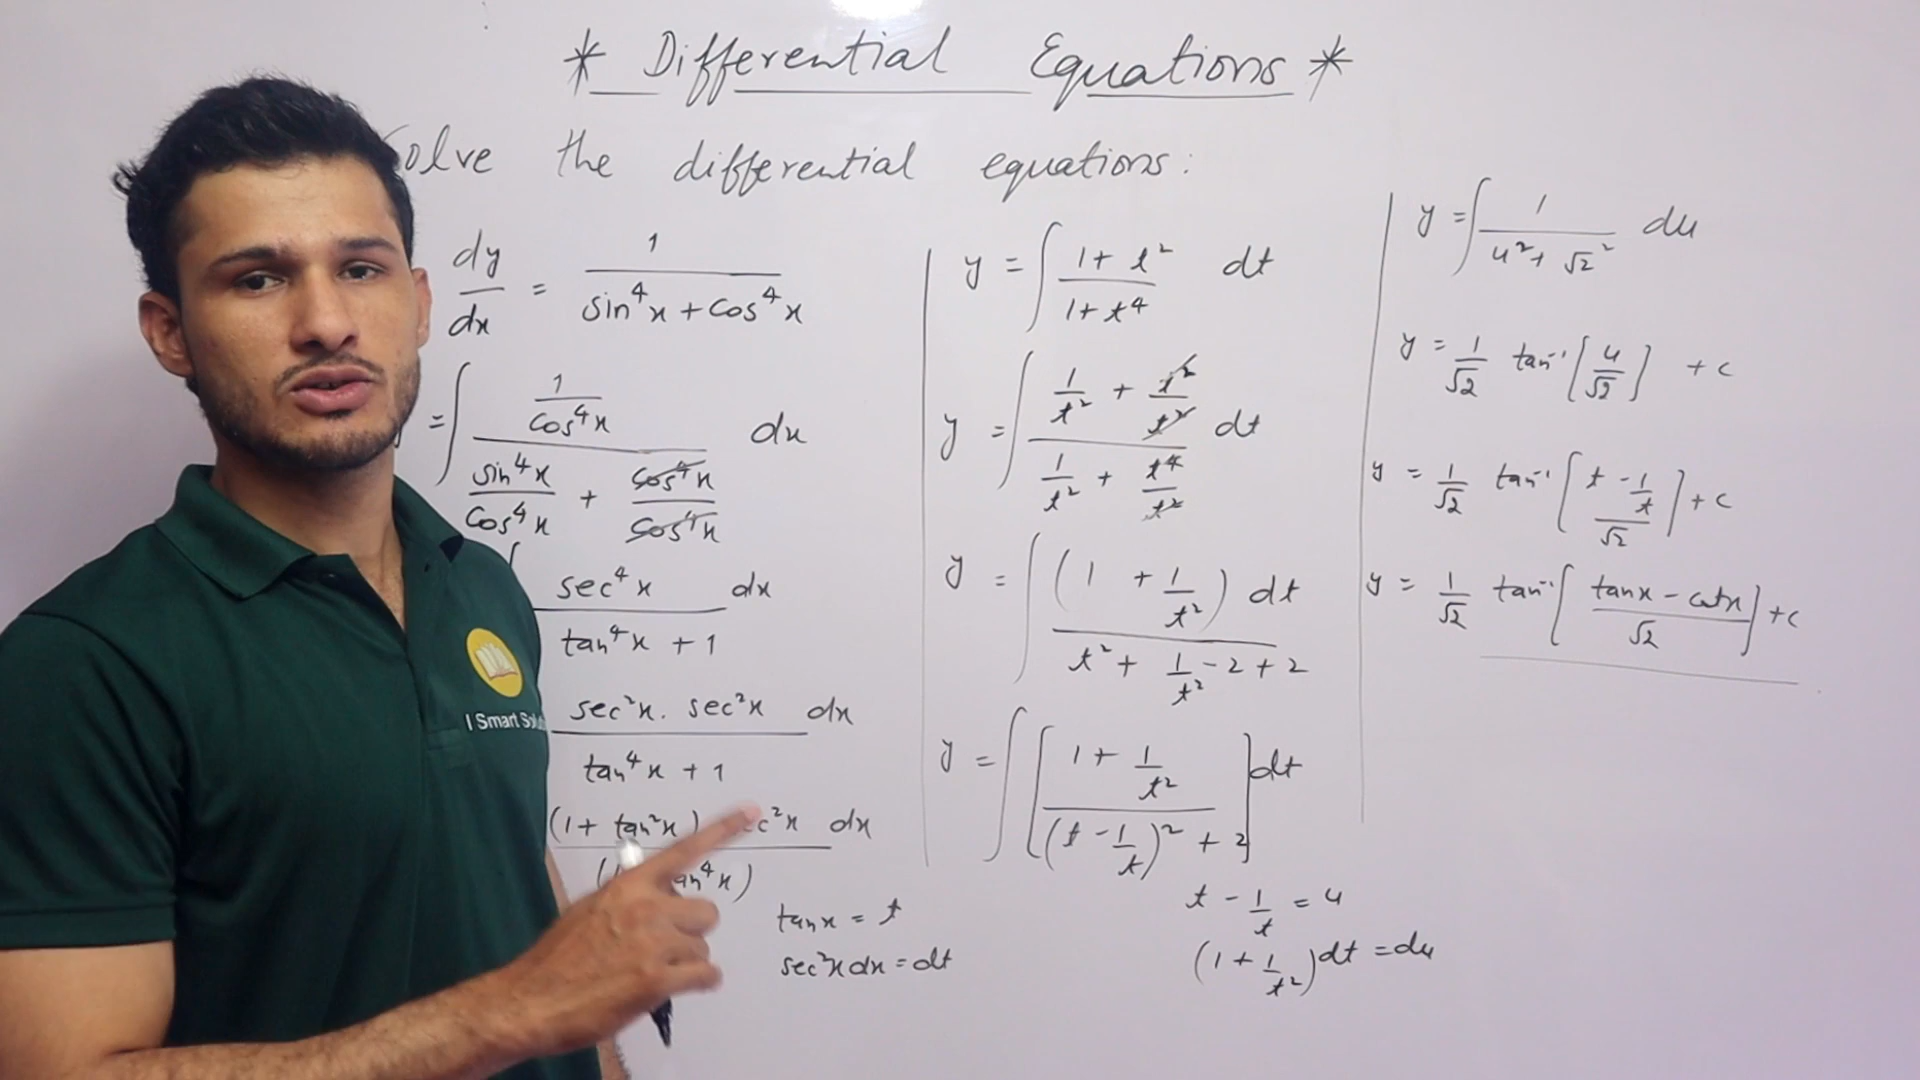 * Differential Equations *
olve the differential equations:
dy/dx = 1/(sin⁴x + cos⁴x)
= ∫ (1/cos⁴x)/(sin⁴x/cos⁴x + cos⁴x/cos⁴x) dx
sec⁴x/(tan⁴x + 1) dx
sec²x . sec²x/(tan⁴x + 1) dx
(1 + tan²x) ec²x dx
an⁴x)
tanx = t
sec²x dx = dt
I Smart Solu
y = ∫ (1 + t²)/(1 + t⁴) dt
y = ∫ (1/t² + t²/t²)/(1/t² + t⁴/t²) dt
y = ∫ (1 + 1/t²) dt/(t² + 1/t² - 2 + 2)
y = ∫ [(1 + 1/t²)/((t - 1/t)² + 2)] dt
t - 1/t = u
(1 + 1/t²) dt = du
y = ∫ 1/(u² + √2²) du
y = 1/√2 tan⁻¹ [u/√2] + c
y = 1/√2 tan⁻¹ [(t - 1/t)/√2] + c
y = 1/√2 tan⁻¹ [(tanx - cotx)/√2] + c